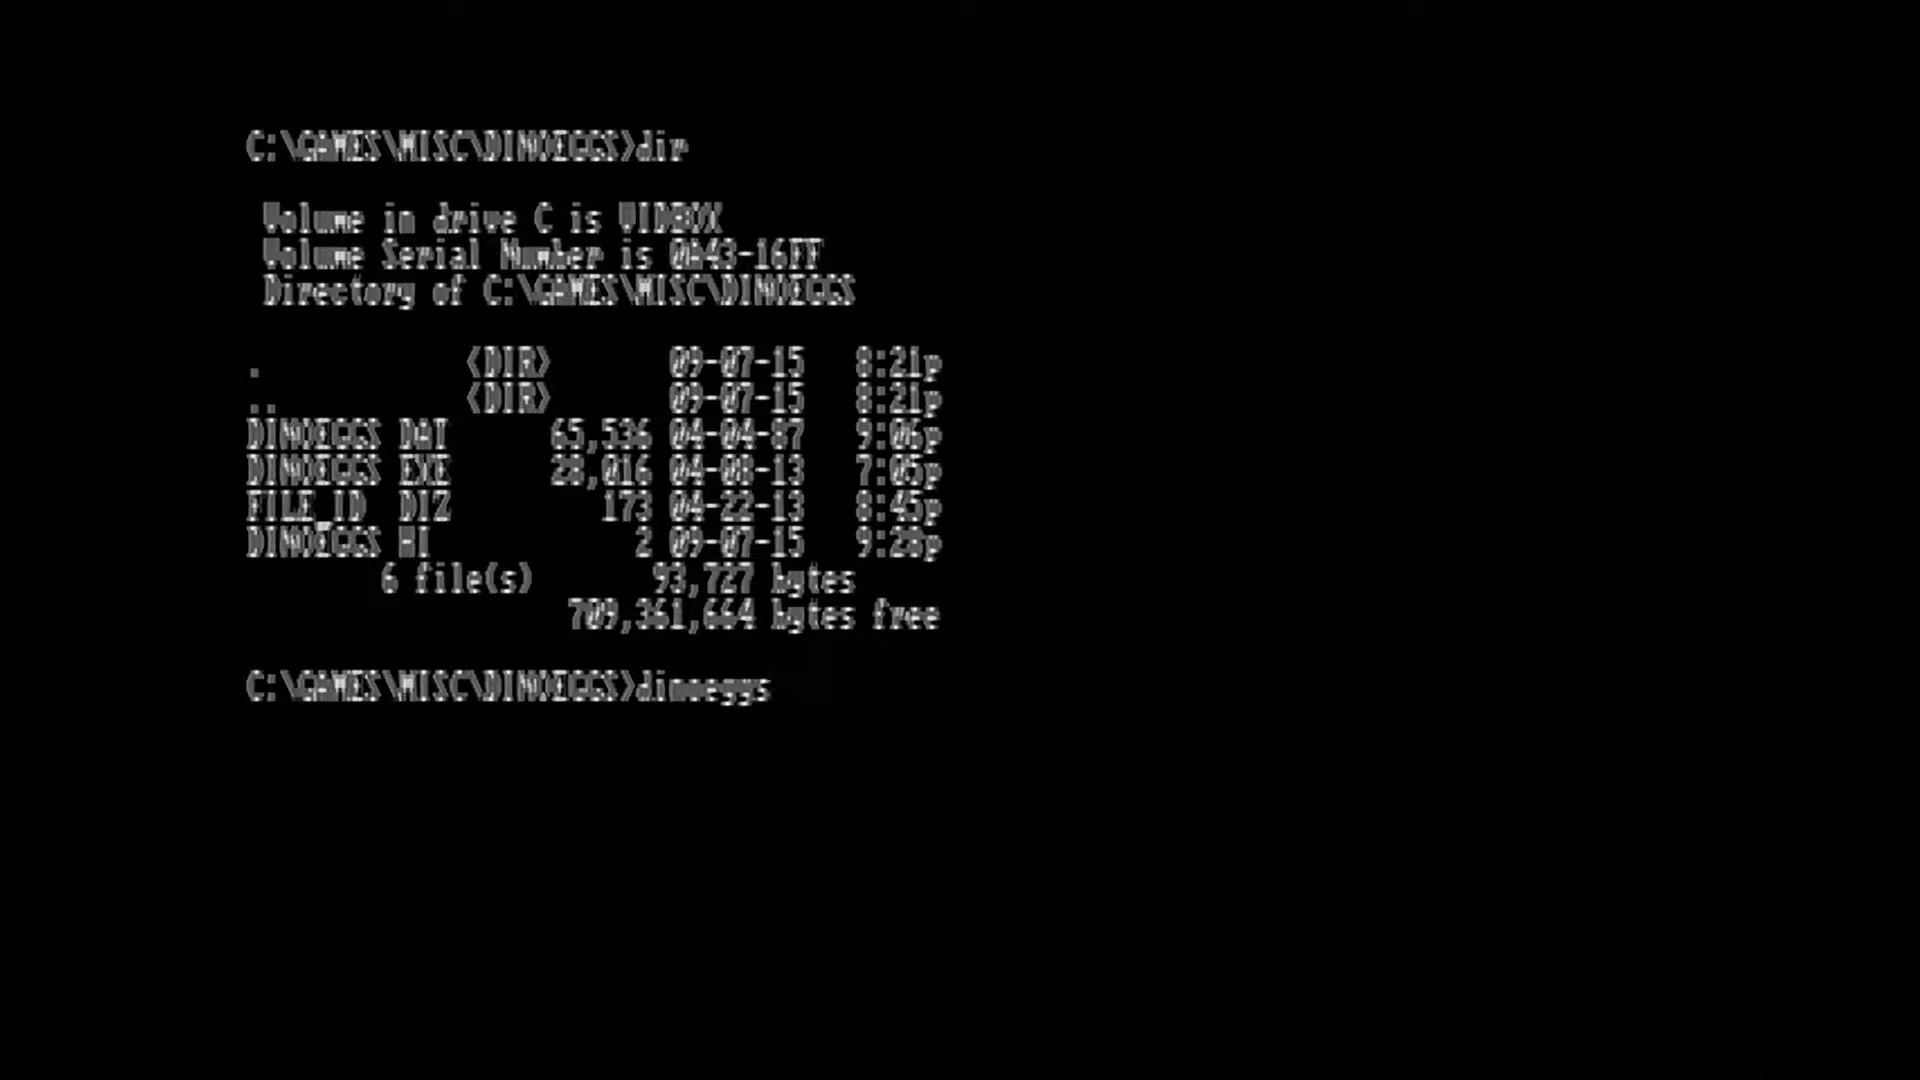 C:\GAMES\MISC\DINOEGGS>dir
Volume in drive C is VIDBOX
Volume Serial Number is 0A43-16FF
Directory of C:\GAMES\MISC\DINOEGGS
. <DIR> 09-07-15 8:21p
.. <DIR> 09-07-15 8:21p
DINOEGGS DAT 65,536 04-04-87 9:06p
DINOEGGS EXE 28,016 04-08-13 7:05p
FILE_ID DIZ 173 04-22-13 8:45p
DINOEGGS HI 2 09-07-15 9:28p
6 file(s) 93,727 bytes
709,361,664 bytes free
C:\GAMES\MISC\DINOEGGS>dinoeggs